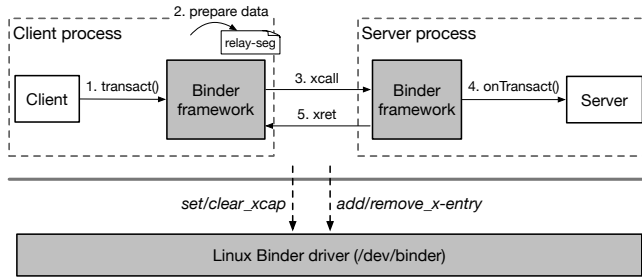 2. prepare data
Client process
relay-seg
Server process
Client
1. transact()
Binder
framework
3. xcall
5. xret
Binder
framework
4. onTransact()
Server
set/clear_xcap
add/remove_x-entry
Linux Binder driver (/dev/binder)